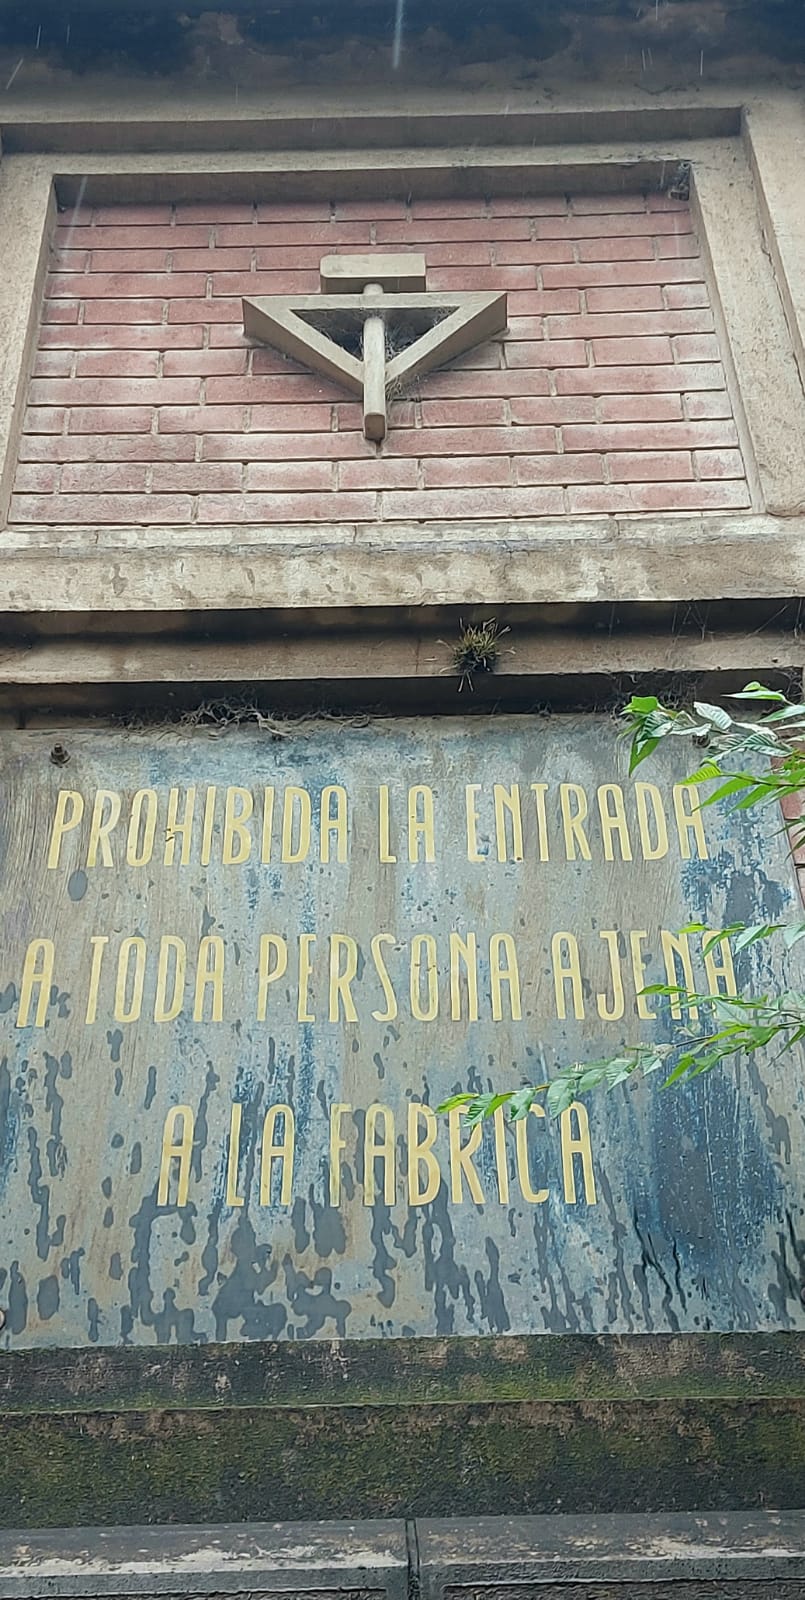 PROHIBIDA LA ENTRADA
A TODA PERSONA AJENA
A LA FABRICA